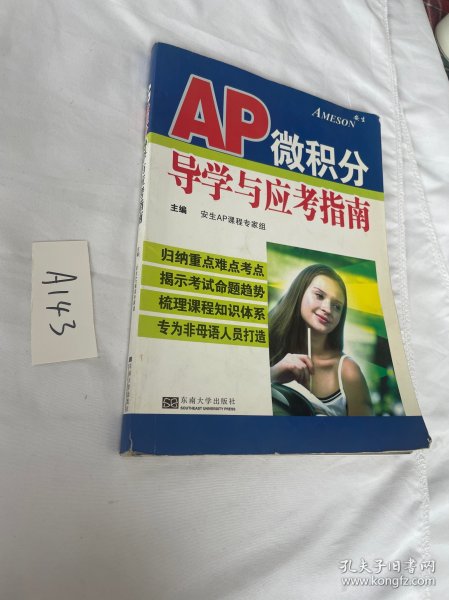 AMESON 安生
AP
微积分
导学与应考指南
主编 安生AP课程专家组
归纳重点难点考点
揭示考试命题趋势
梳理课程知识体系
专为非母语人员打造
东南大学出版社
SOUTHEAST UNIVERSITY PRESS
A143
孔夫子旧书网
www.kongfz.com